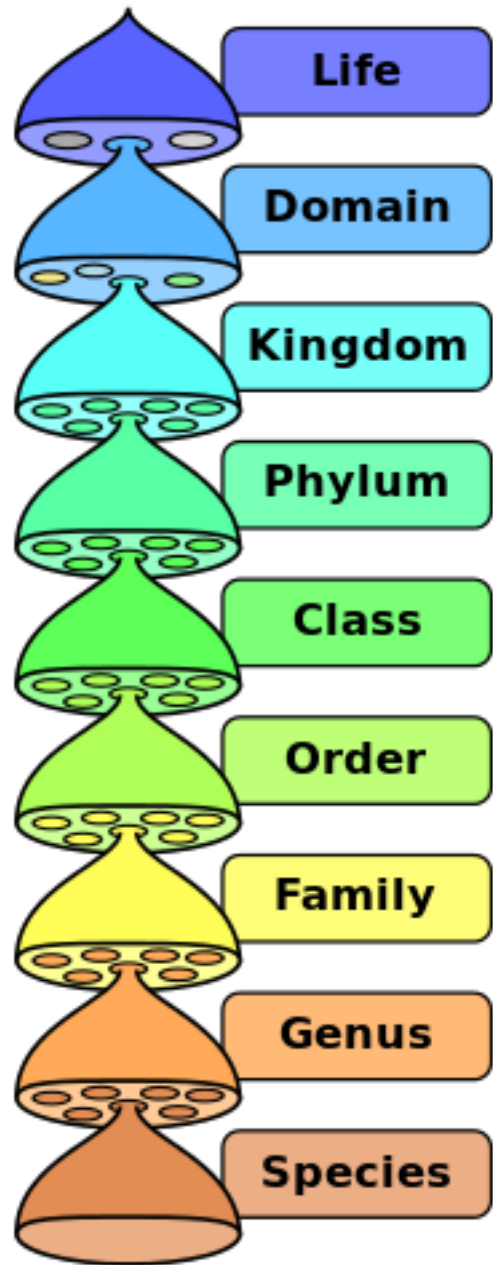 Life
Domain
Kingdom
Phylum
Class
Order
Family
Genus
Species